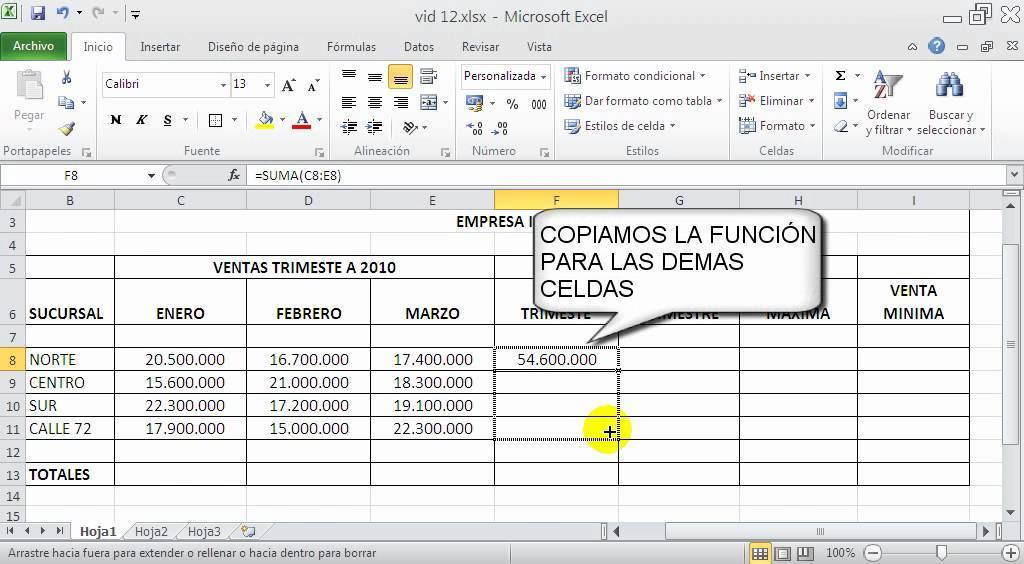 vid 12.xlsx - Microsoft Excel
Archivo Inicio Insertar Diseño de página Fórmulas Datos Revisar Vista
Calibri 13 Personalizada Formato condicional Insertar
Pegar Dar formato como tabla Eliminar Ordenar y filtrar Buscar y seleccionar
N K S % 000 Estilos de celda Formato
Portapapeles Fuente Alineación Número Estilos Celdas Modificar
F8 fx =SUMA(C8:E8)
B C D E F G H I
3 EMPRESA
4
5 VENTAS TRIMESTE A 2010
COPIAMOS LA FUNCIÓN
PARA LAS DEMAS
CELDAS
VENTA
6 SUCURSAL ENERO FEBRERO MARZO TRIMESTE TRIMESTRE MAXIMA MINIMA
7
8 NORTE 20.500.000 16.700.000 17.400.000 54.600.000
9 CENTRO 15.600.000 21.000.000 18.300.000
10 SUR 22.300.000 17.200.000 19.100.000
11 CALLE 72 17.900.000 15.000.000 22.300.000
12
13 TOTALES
14
15
Hoja1 Hoja2 Hoja3
Arrastre hacia fuera para extender o rellenar o hacia dentro para borrar 100%